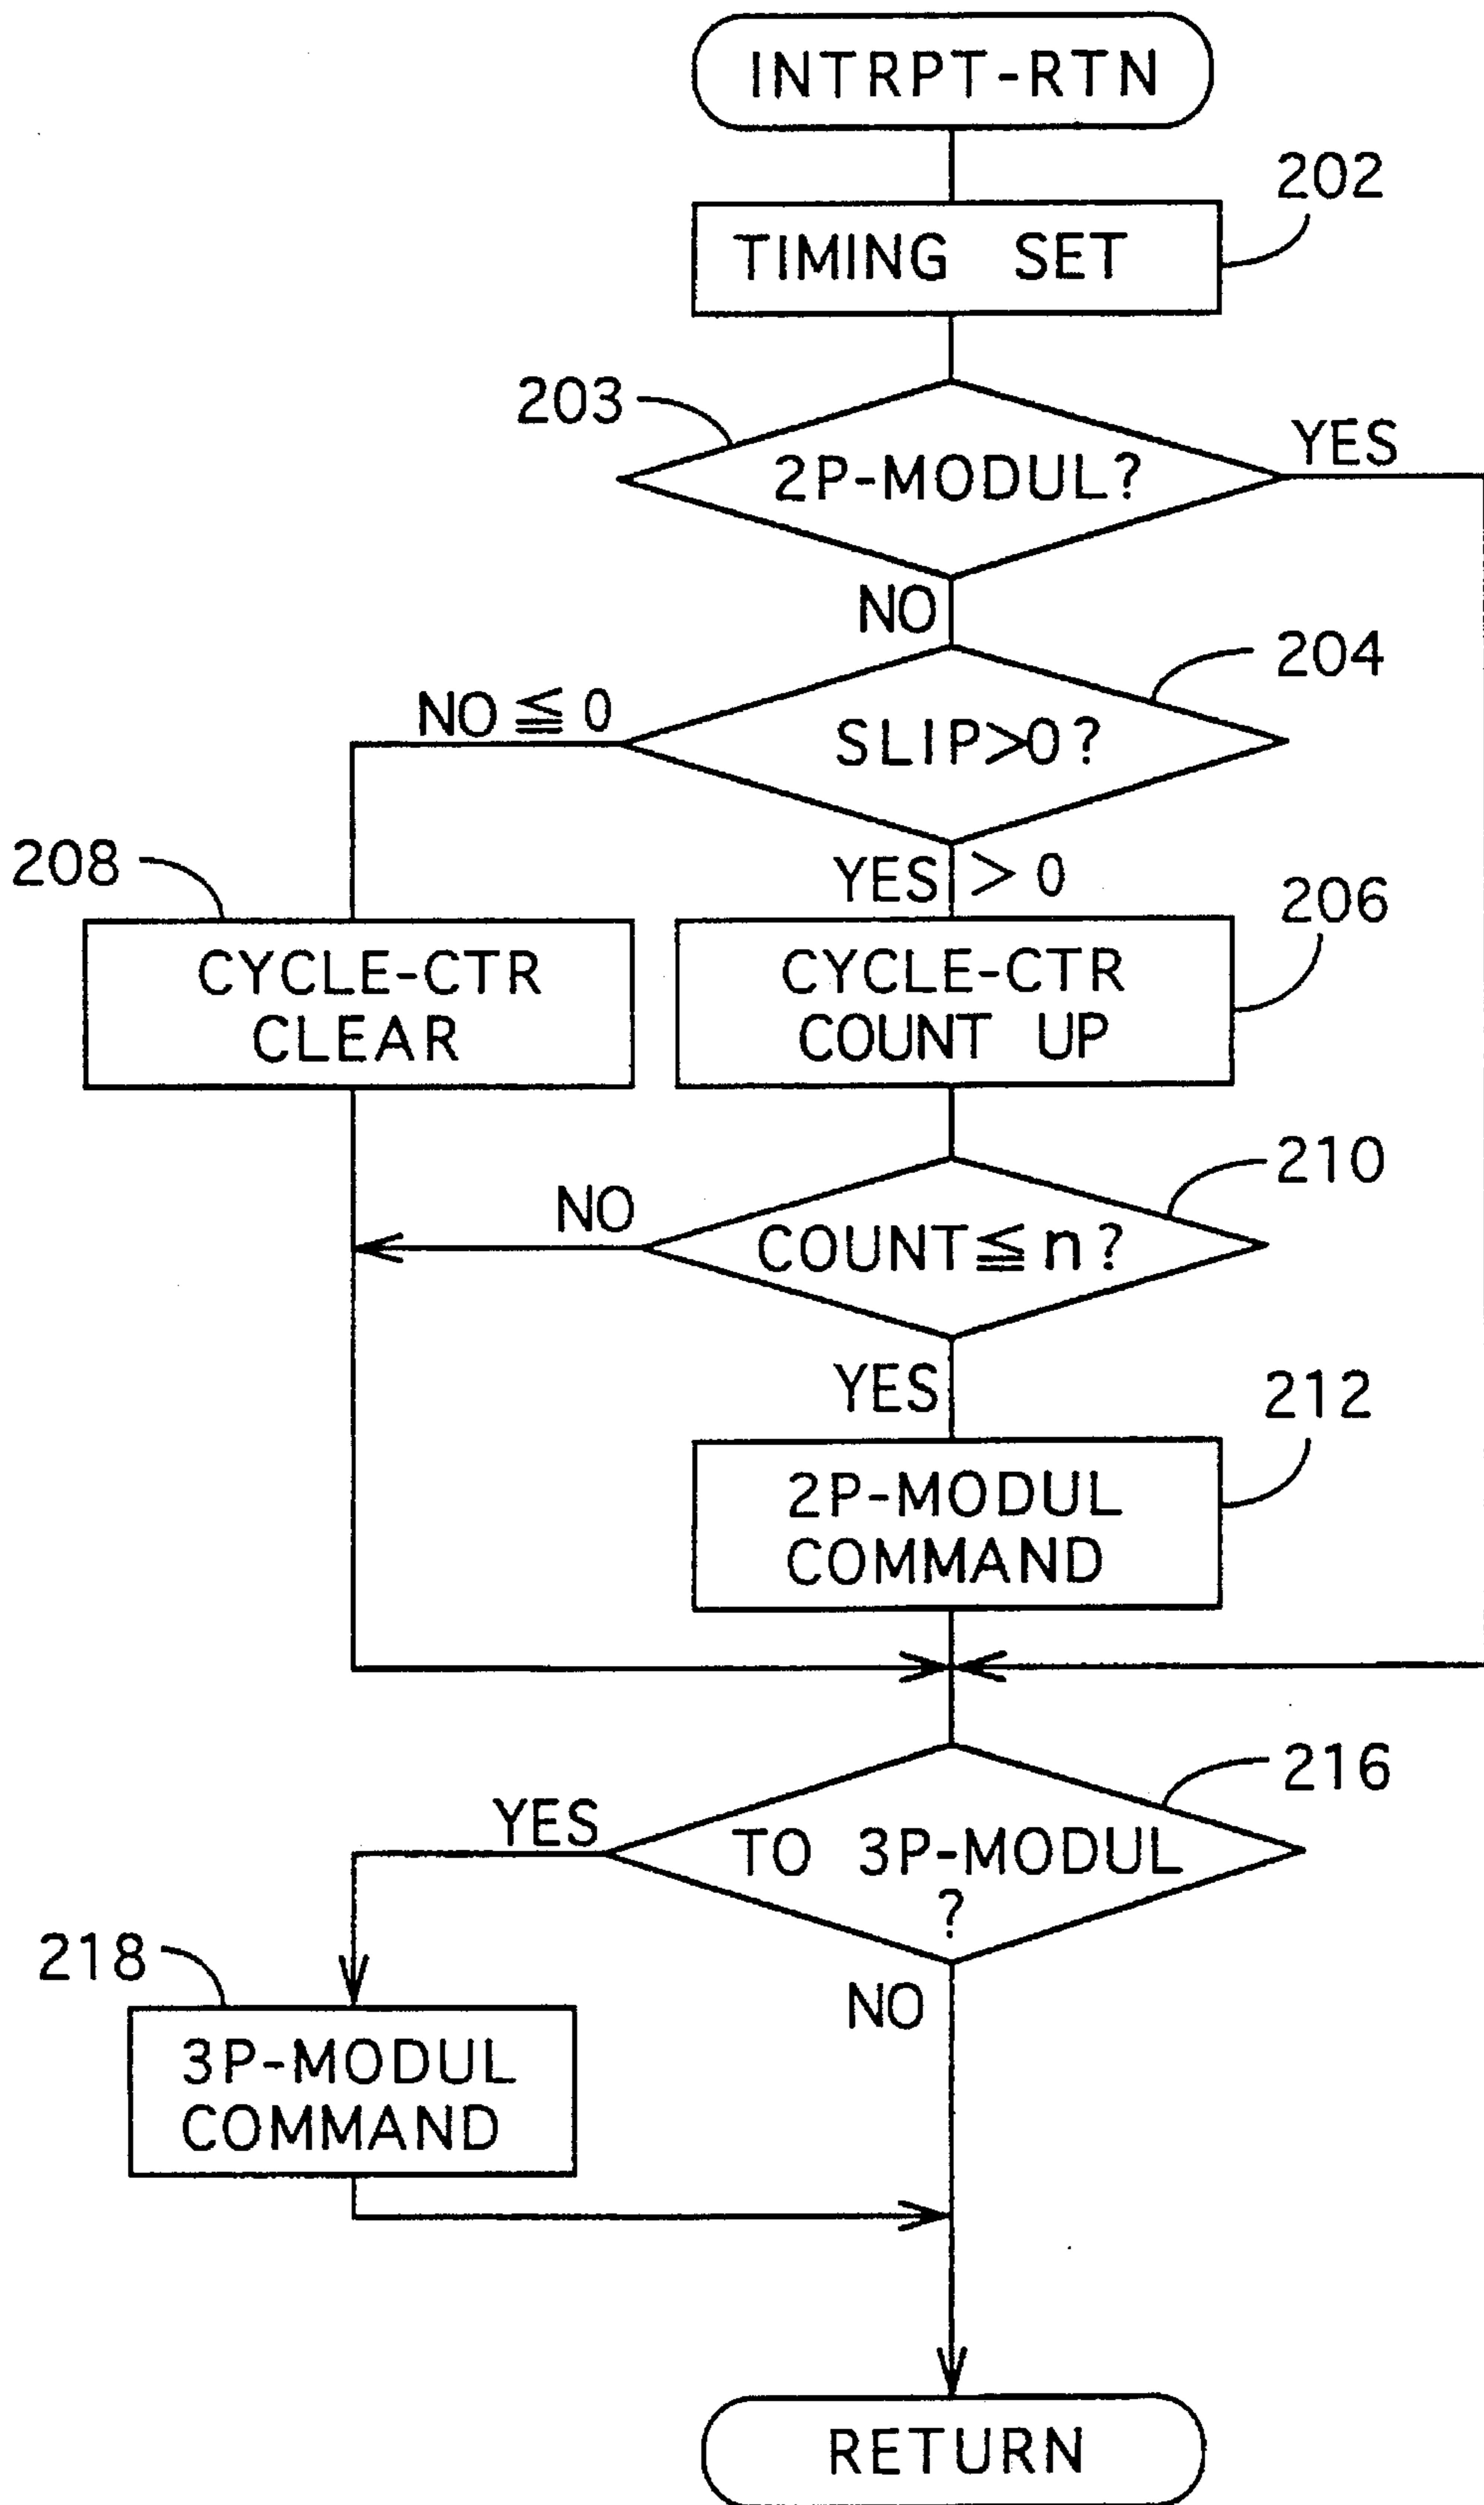 INTRPT-RTN
202
TIMING SET
203
2P-MODUL?
YES
NO
204
NO ≦ 0
SLIP>0?
208
YES > 0
206
CYCLE-CTR
CLEAR
CYCLE-CTR
COUNT UP
210
NO
COUNT≦n?
YES
212
2P-MODUL
COMMAND
216
YES
TO 3P-MODUL
?
218
NO
3P-MODUL
COMMAND
RETURN